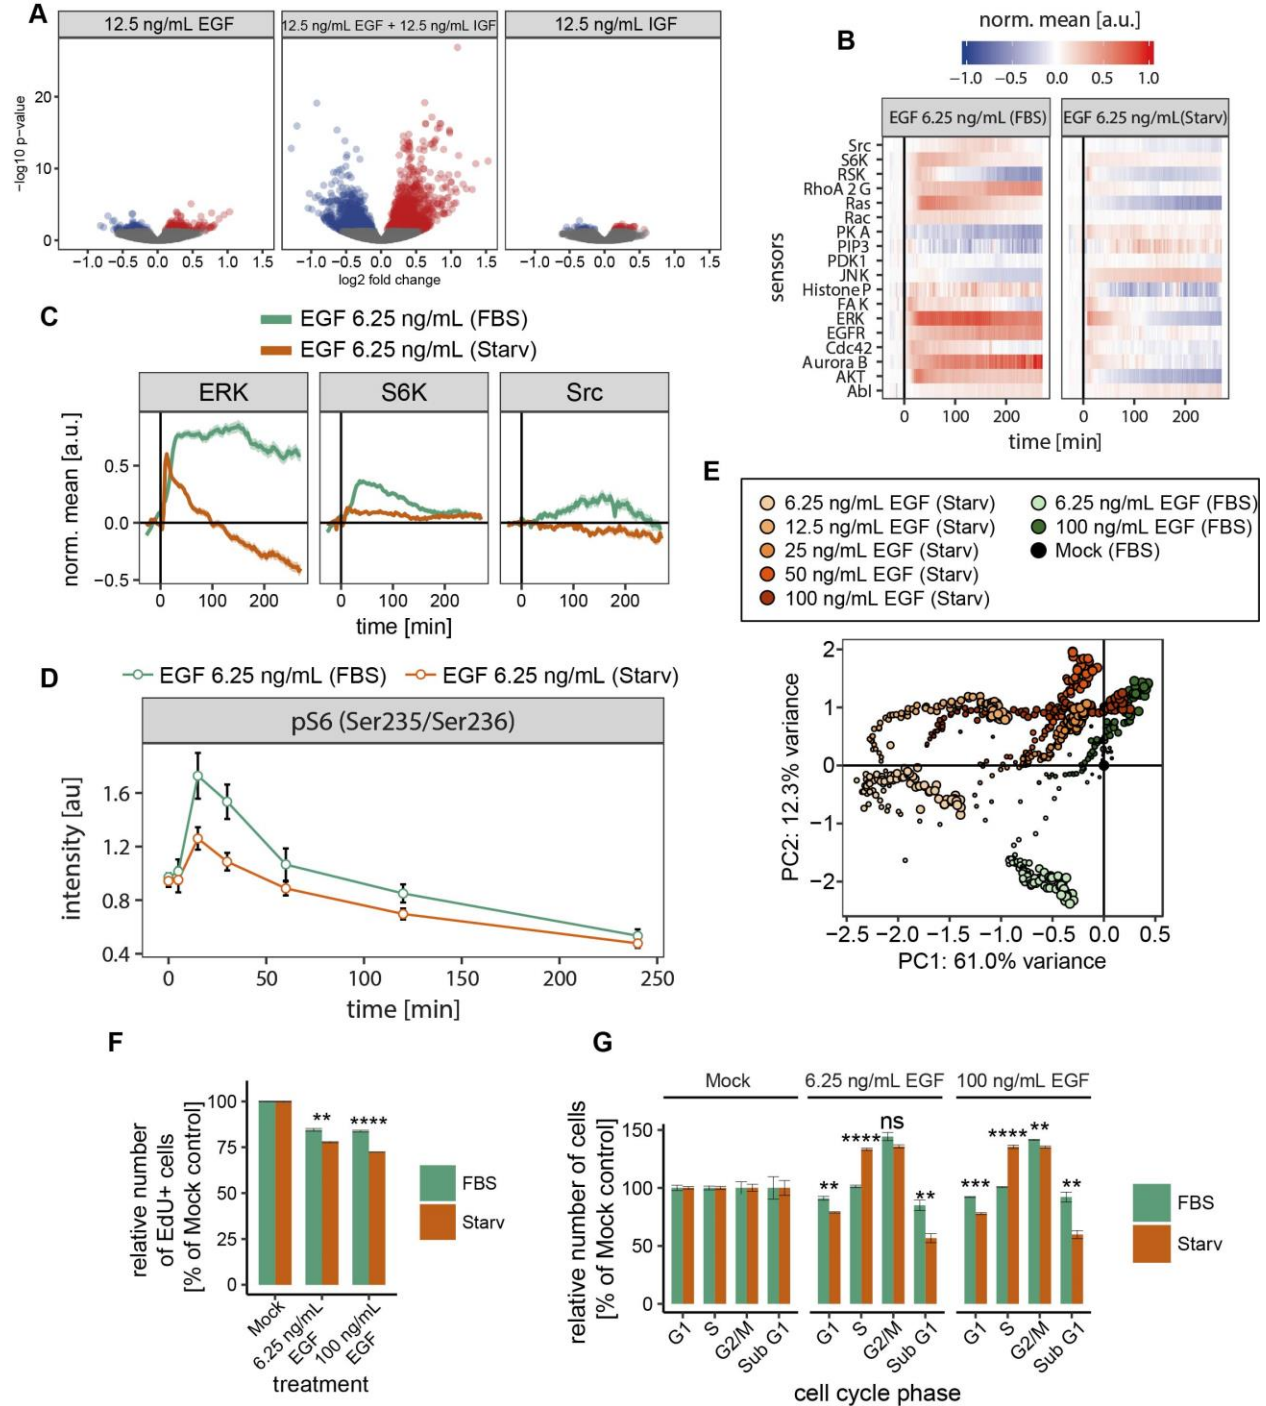 A
12.5 ng/mL EGF
12.5 ng/mL EGF + 12.5 ng/mL IGF
12.5 ng/mL IGF
−log10 p-value
20
10
0
−1.0 −0.5 0.0 0.5 1.0 1.5
−1.0 −0.5 0.0 0.5 1.0 1.5
−1.0 −0.5 0.0 0.5 1.0 1.5
log2 fold change
B
norm. mean [a.u.]
−1.0 −0.5 0.0 0.5 1.0
EGF 6.25 ng/mL (FBS)
EGF 6.25 ng/mL(Starv)
sensors
Src
S6K
RSK
RhoA 2 G
Ras
Rac
PK A
PIP3
PDK1
JNK
Histone P
FA K
ERK
EGFR
Cdc42
Aurora B
AKT
Abl
0 100 200
0 100 200
time [min]
C
EGF 6.25 ng/mL (FBS)
EGF 6.25 ng/mL (Starv)
ERK
S6K
Src
norm. mean [a.u.]
0.5
0.0
−0.5
0 100 200
0 100 200
0 100 200
time [min]
D
EGF 6.25 ng/mL (FBS)
EGF 6.25 ng/mL (Starv)
pS6 (Ser235/Ser236)
intensity [au]
1.6
1.2
0.8
0.4
0 50 100 150 200 250
time [min]
E
6.25 ng/mL EGF (Starv)
12.5 ng/mL EGF (Starv)
25 ng/mL EGF (Starv)
50 ng/mL EGF (Starv)
100 ng/mL EGF (Starv)
6.25 ng/mL EGF (FBS)
100 ng/mL EGF (FBS)
Mock (FBS)
PC2: 12.3% variance
2
1
0
−1
−2
−2.5 −2.0 −1.5 −1.0 −0.5 0.0 0.5
PC1: 61.0% variance
F
relative number
of EdU+ cells
[% of Mock control]
100
75
50
25
0
**
****
Mock
6.25 ng/mL
EGF
100 ng/mL
EGF
treatment
FBS
Starv
G
Mock
6.25 ng/mL EGF
100 ng/mL EGF
relative number of cells
[% of Mock control]
150
100
50
0
** **** ns **
*** **** ** **
G1 S G2/M Sub G1
G1 S G2/M Sub G1
G1 S G2/M Sub G1
cell cycle phase
FBS
Starv